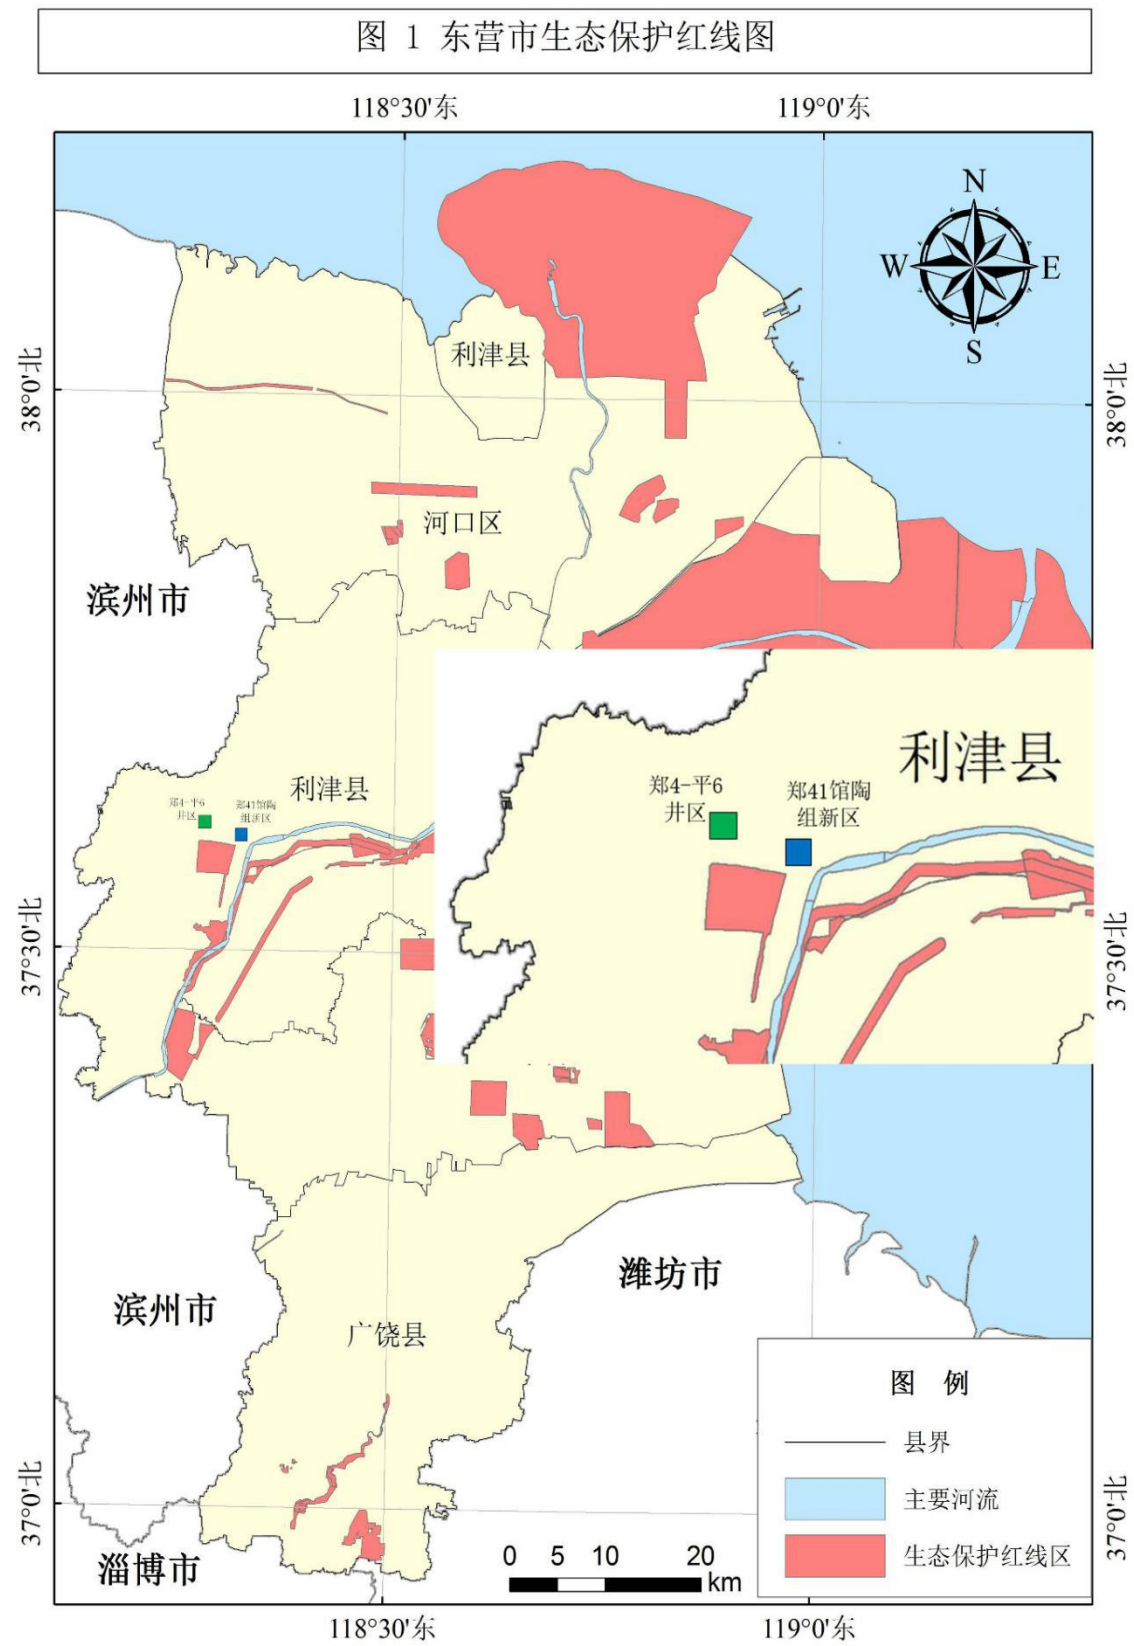 图 1 东营市生态保护红线图
118°30'东
119°0'东
N
W
E
S
利津县
38°0'北
38°0'北
河口区
滨州市
利津县
郑4-平6
井区
郑41馆陶
组新区
利津县
郑4-平6
井区
郑41馆陶
组新区
37°30'北
37°30'北
潍坊市
滨州市
广饶县
图 例
县界
主要河流
生态保护红线区
37°0'北
37°0'北
淄博市
0 5 10 20
km
118°30'东
119°0'东